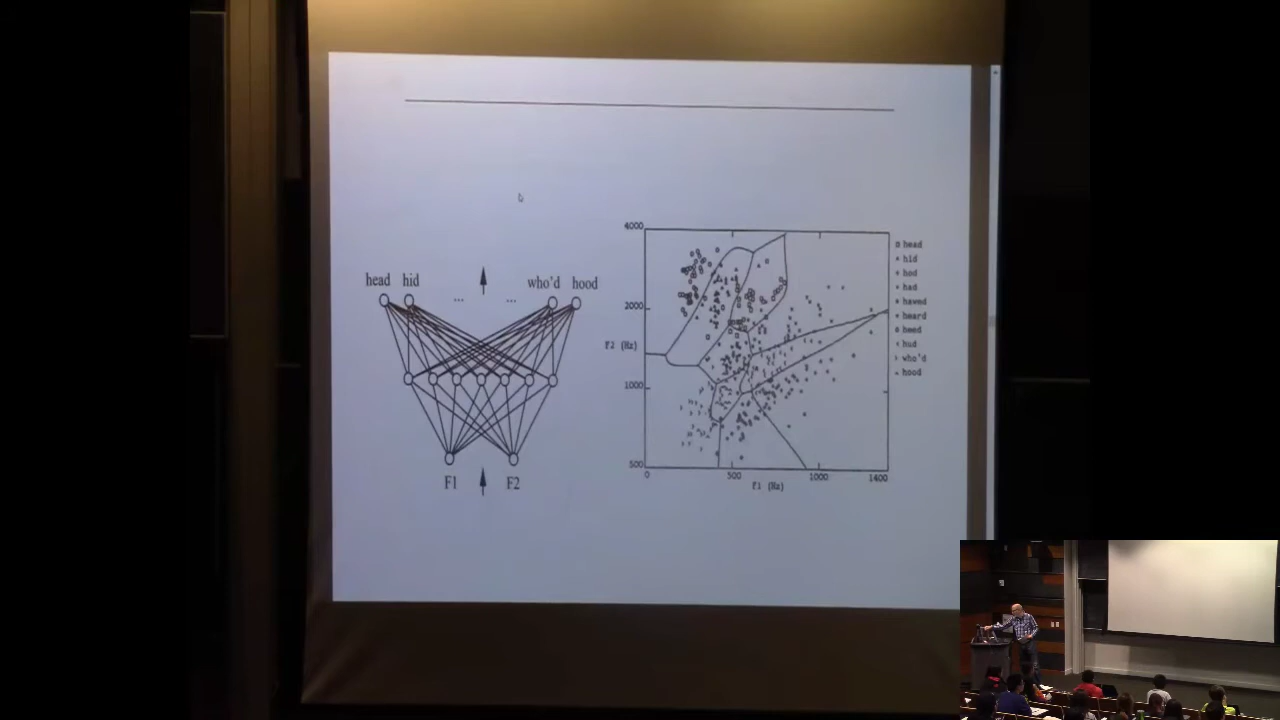 head hid ... ... who'd hood
F1 F2
4000
2000
F2 (Hz)
1000
500
0 500 1000 1400
F1 (Hz)
head
hid
hod
had
hawed
heard
heed
hud
who'd
hood